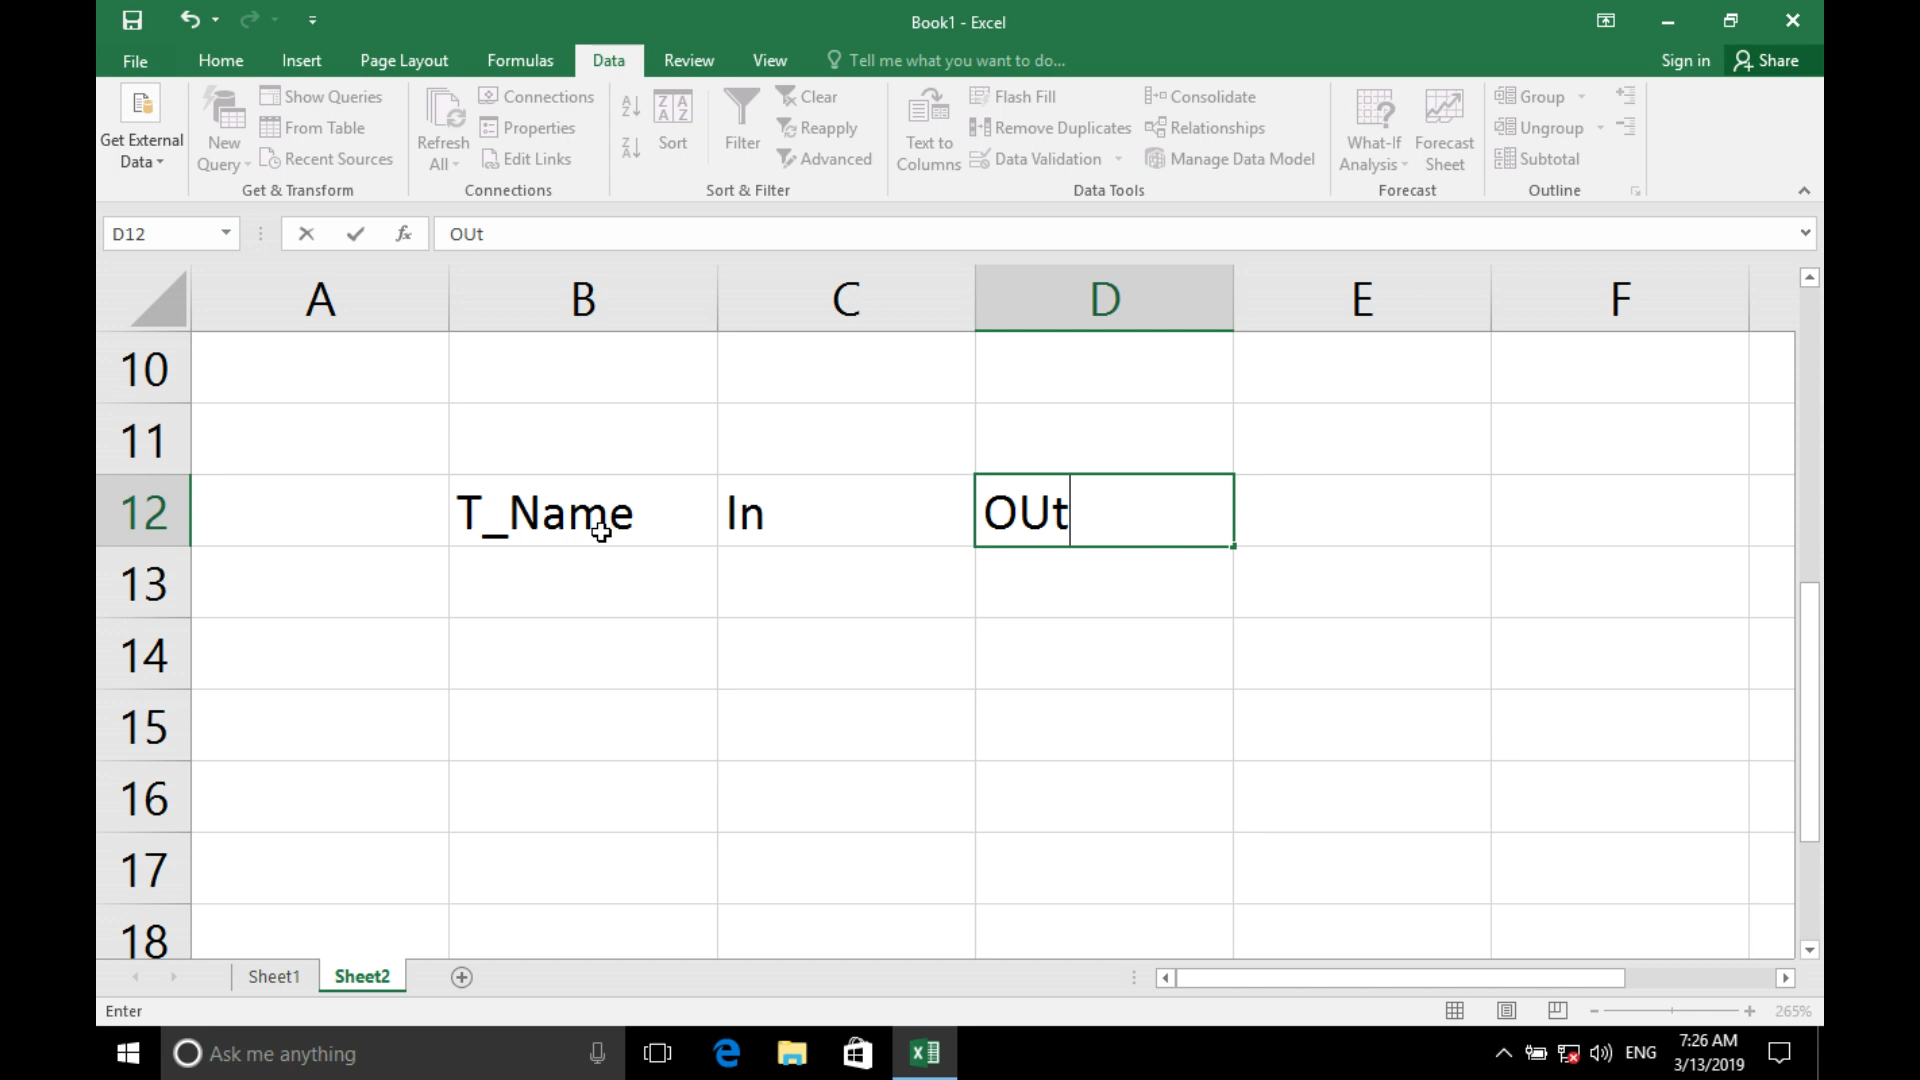 Book1 - Excel
File Home Insert Page Layout Formulas Data Review View Tell me what you want to do... Sign in Share
Get External Data
New Query
Show Queries
From Table
Recent Sources
Get & Transform
Refresh All
Connections
Properties
Edit Links
Connections
Sort
Filter
Clear
Reapply
Advanced
Sort & Filter
Text to Columns
Flash Fill
Remove Duplicates
Data Validation
Consolidate
Relationships
Manage Data Model
Data Tools
What-If Analysis
Forecast Sheet
Forecast
Group
Ungroup
Subtotal
Outline
D12 fx OUt
A B C D E F
10
11
12 T_Name In OUt
13
14
15
16
17
18
Sheet1 Sheet2
Enter 265%
Ask me anything ENG 7:26 AM
3/13/2019